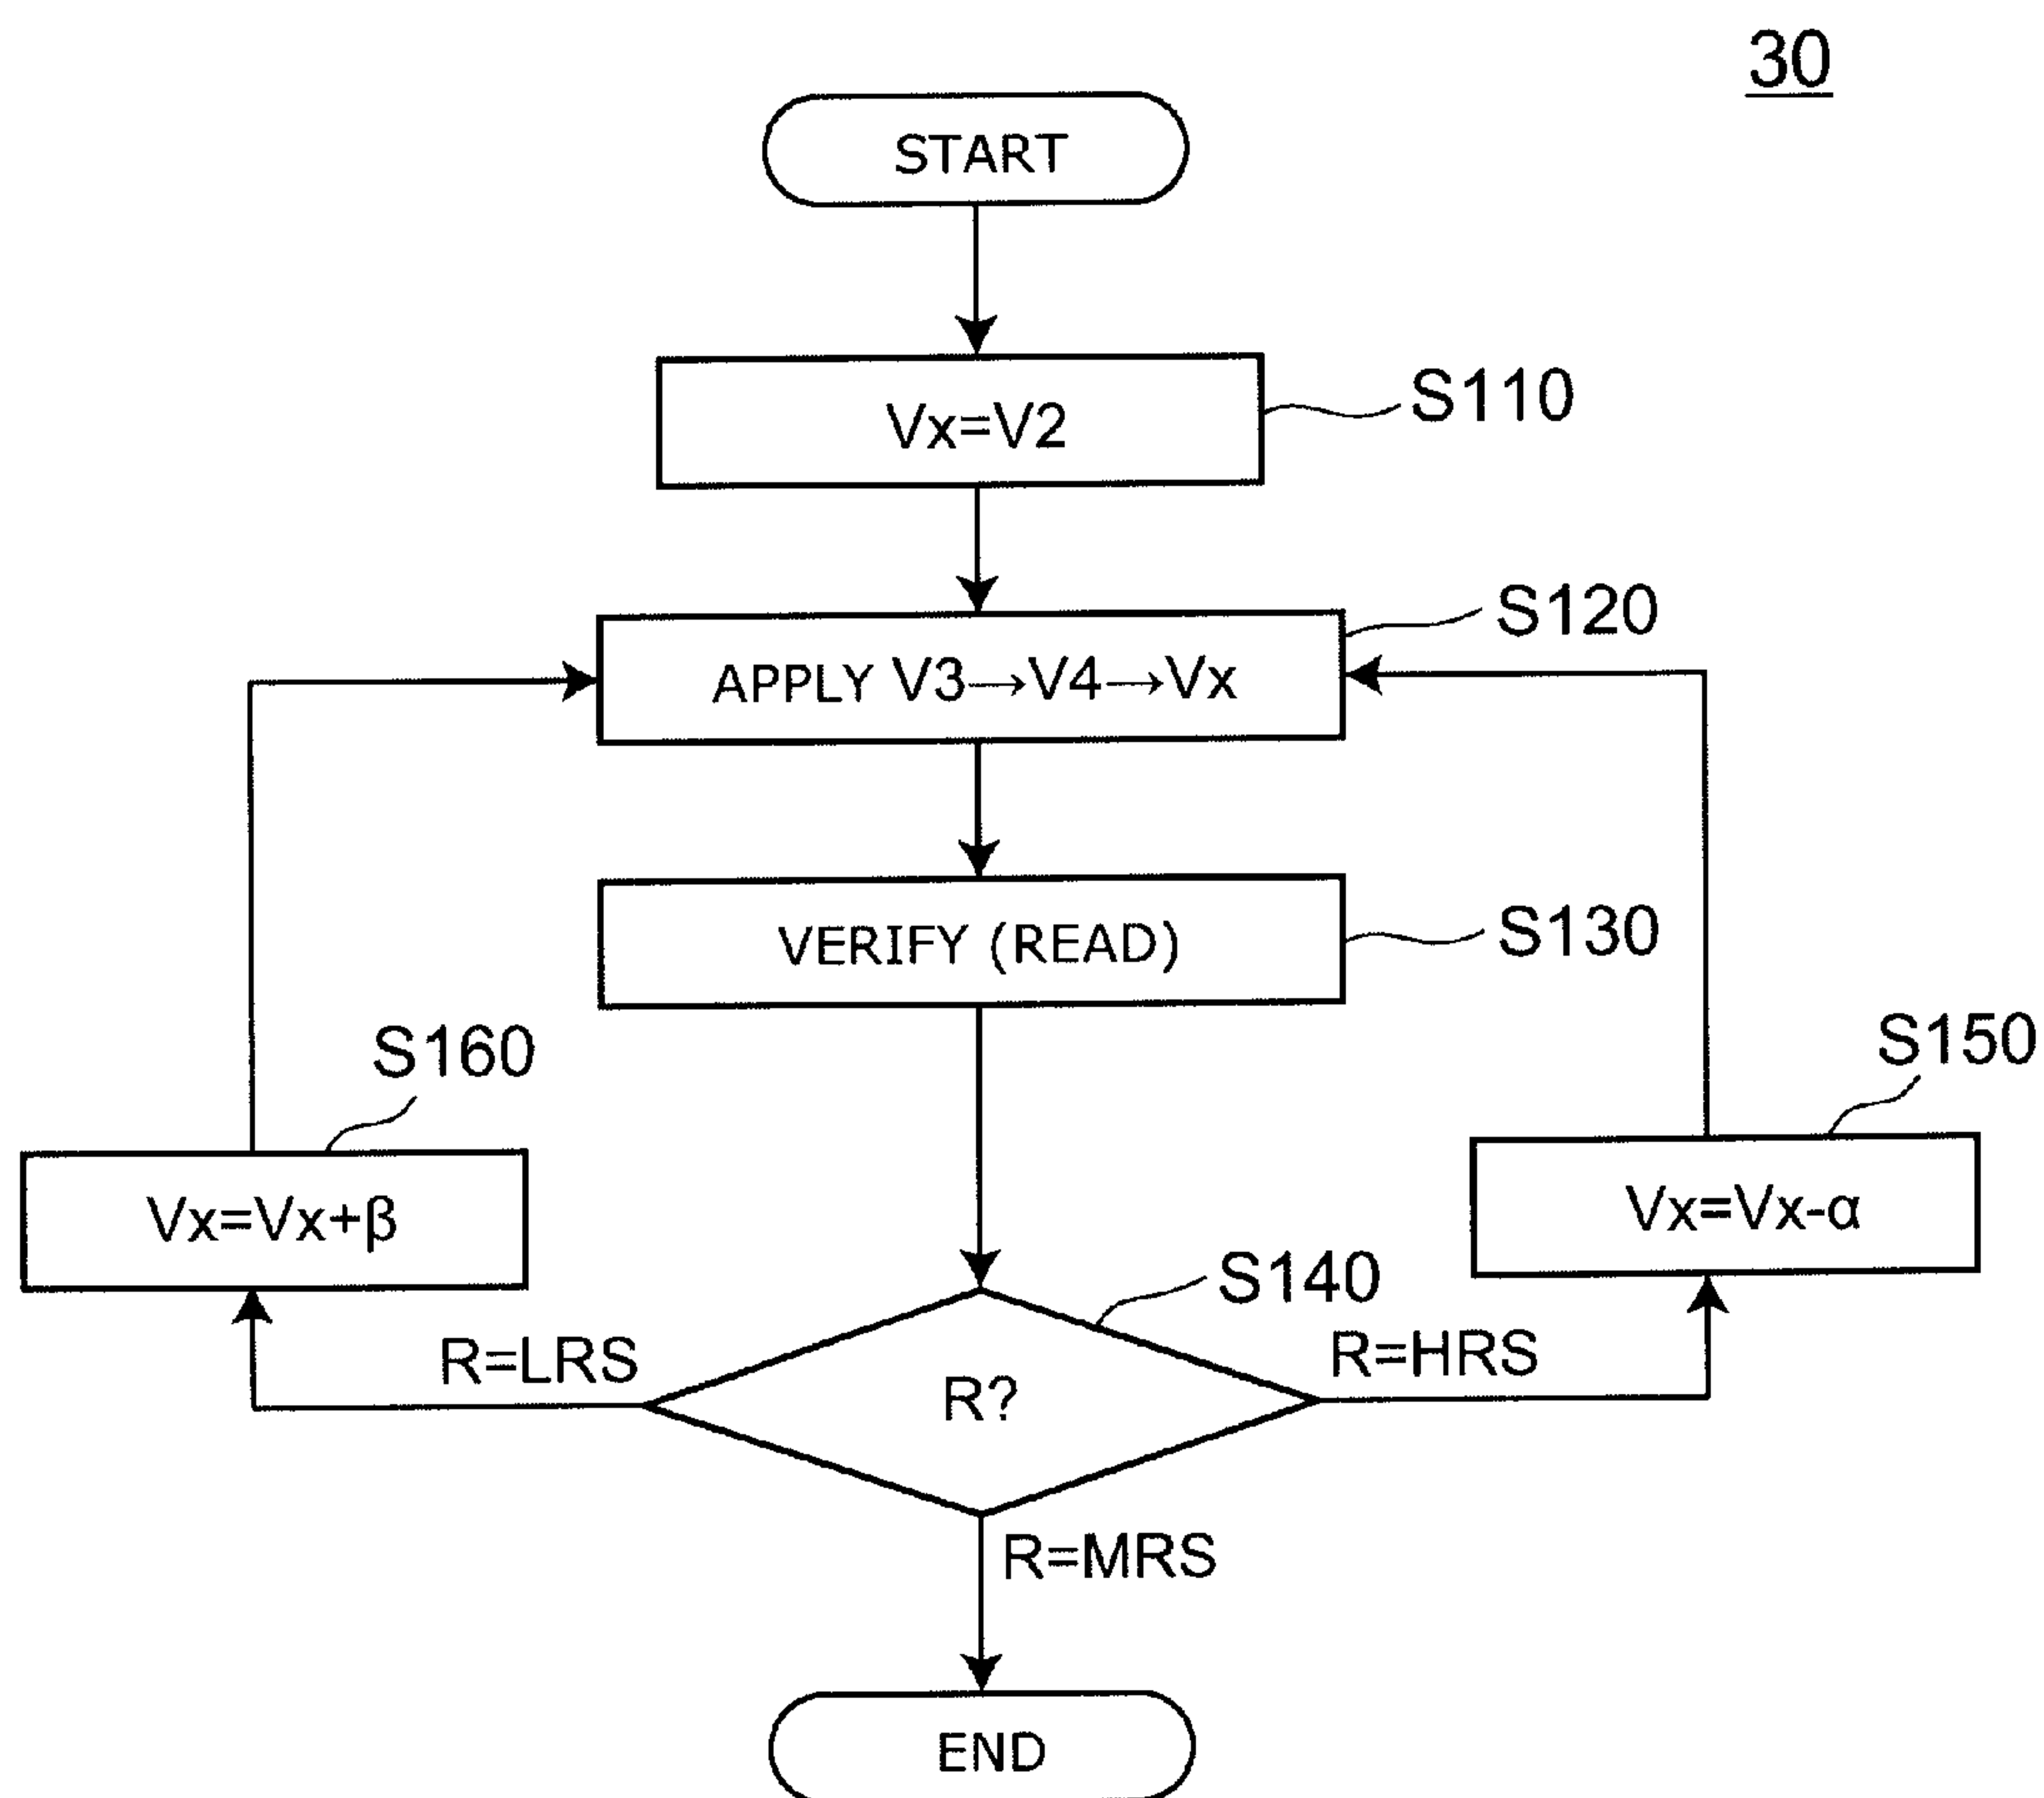 30
START
Vx=V2
S110
S120
APPLY V3→V4→Vx
VERIFY (READ)
S130
S160
S150
Vx=Vx+β
Vx=Vx-α
S140
R=LRS
R?
R=HRS
R=MRS
END